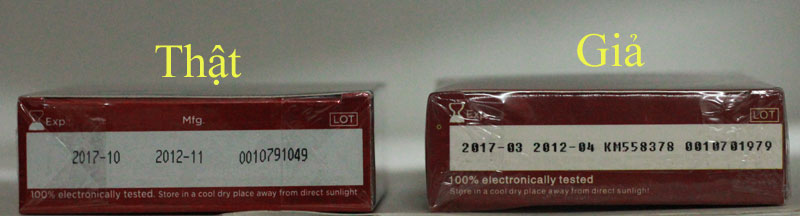 Thật
Exp. Mfg. LOT
2017-10 2012-11 0010791049
100% electronically tested. Store in a cool dry place away from direct sunlight
Giả
Exp. LOT
2017-03 2012-04 KM558378 0010701979
100% electronically tested
Store in a cool dry place away from direct sunlight